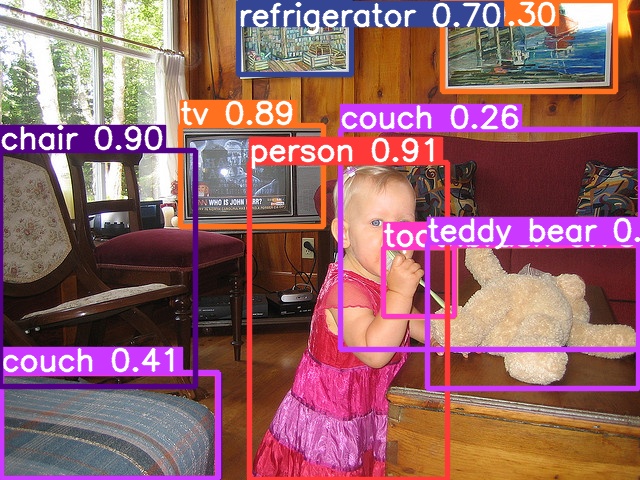 refrigerator 0.70
.30
tv 0.89
couch 0.26
chair 0.90
person 0.91
WHO IS JOHN
too
teddy bear 0.
couch 0.41